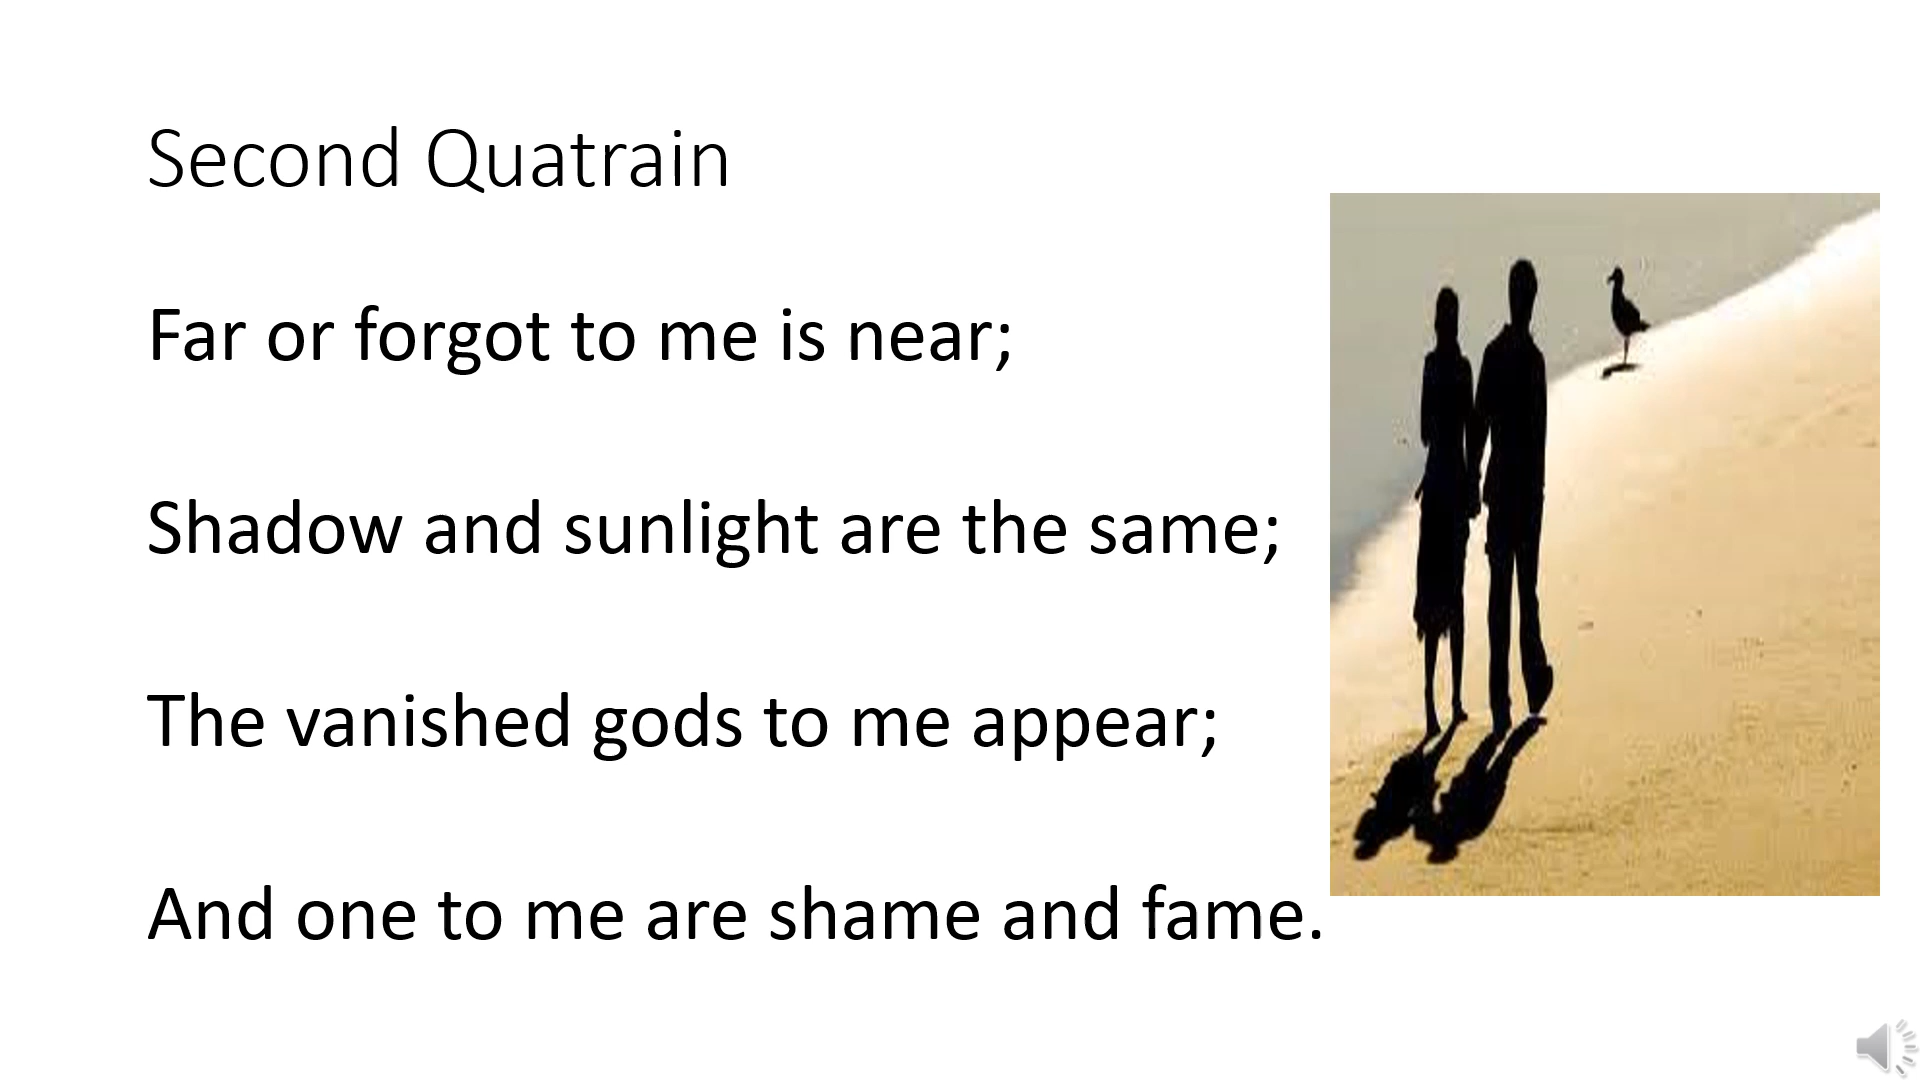 Second Quatrain
Far or forgot to me is near;
Shadow and sunlight are the same;
The vanished gods to me appear;
And one to me are shame and fame.